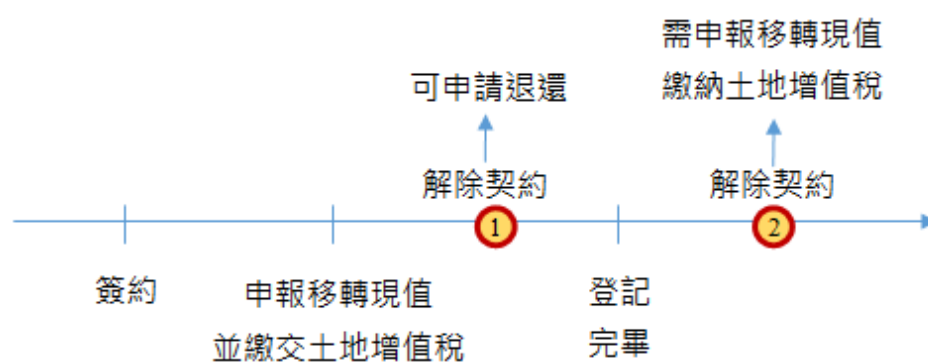 需申報移轉現值
繳納土地增值稅
可申請退還
解除契約
解除契約
1
2
簽約
申報移轉現值
並繳交土地增值稅
登記
完畢